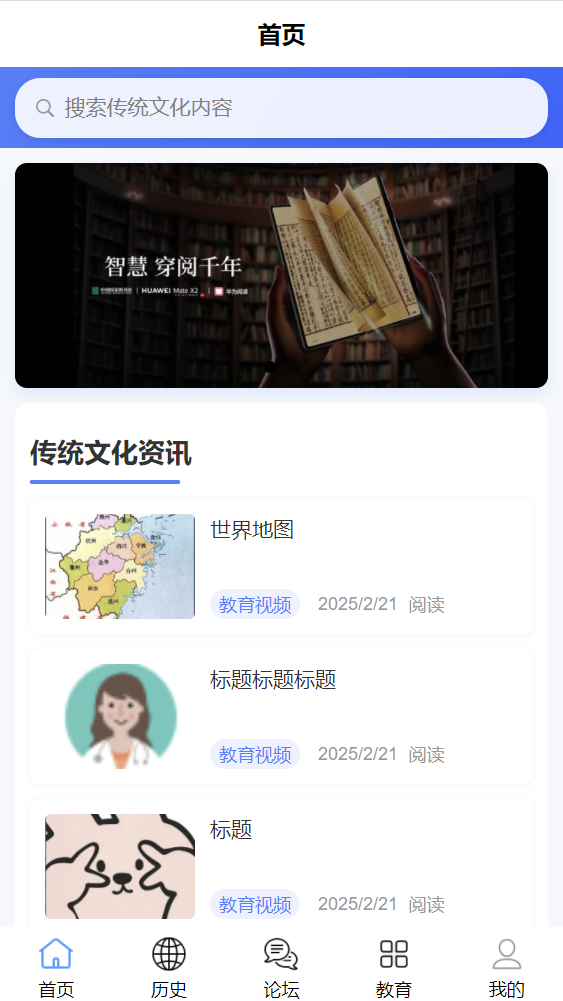 首页
搜索传统文化内容
智慧 穿阅千年
HUAWEI Mate X2 | 华为阅读
传统文化资讯
世界地图
教育视频 2025/2/21 阅读
标题标题标题
教育视频 2025/2/21 阅读
标题
教育视频 2025/2/21 阅读
首页 历史 论坛 教育 我的